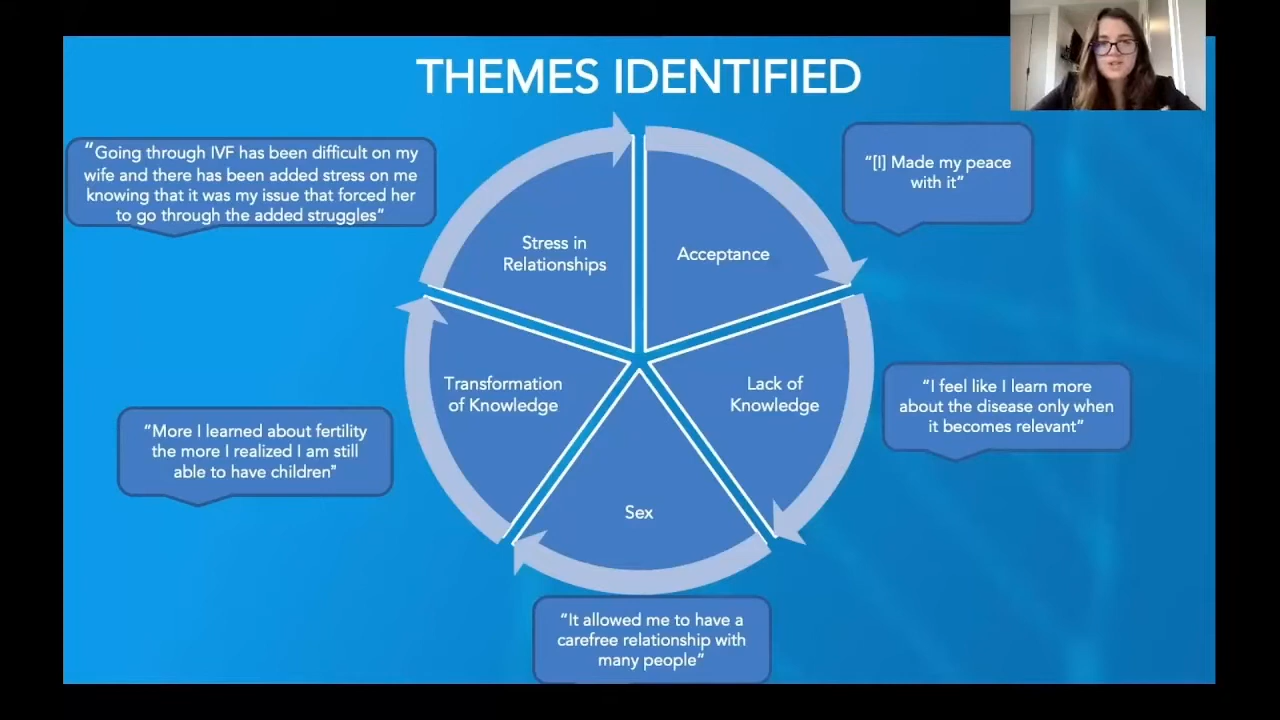 THEMES IDENTIFIED
“Going through IVF has been difficult on my
wife and there has been added stress on me
knowing that it was my issue that forced her
to go through the added struggles”
“[I] Made my peace
with it”
Stress in
Relationships
Acceptance
Transformation
of Knowledge
Lack of
Knowledge
“I feel like I learn more
about the disease only when
it becomes relevant”
“More I learned about fertility
the more I realized I am still
able to have children”
Sex
“It allowed me to have a
carefree relationship with
many people”